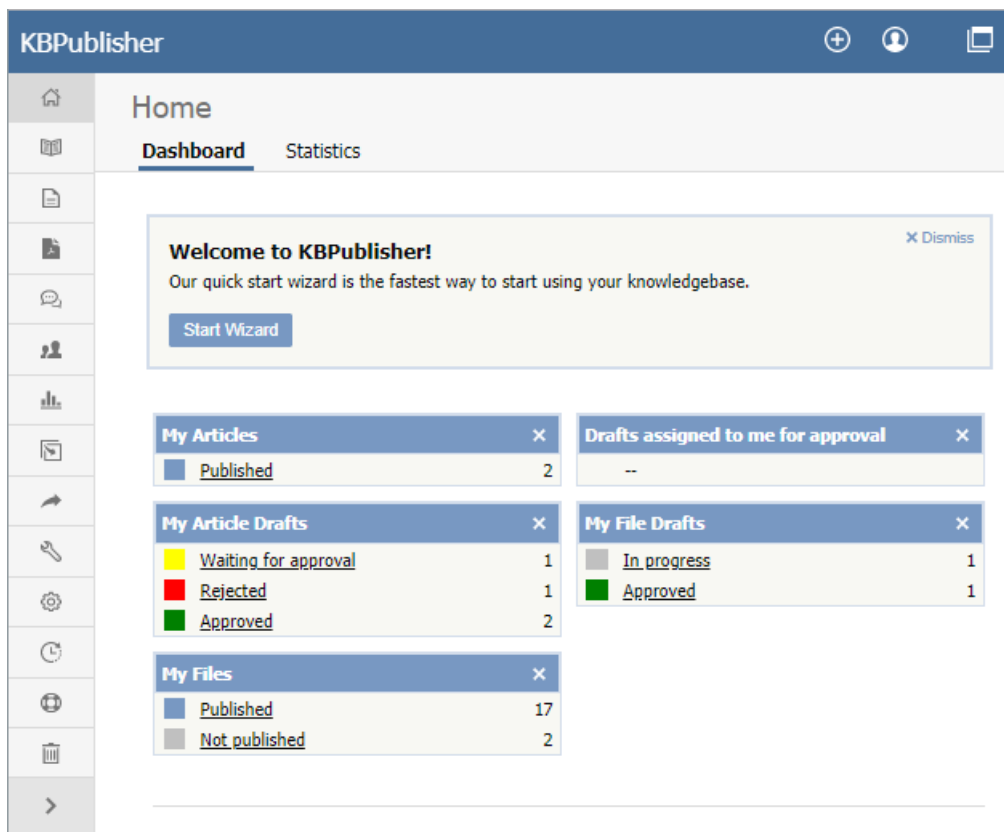 KBPublisher
Home
Dashboard Statistics
Welcome to KBPublisher!
× Dismiss
Our quick start wizard is the fastest way to start using your knowledgebase.
Start Wizard
My Articles ×
Published 2
Drafts assigned to me for approval ×
--
My Article Drafts ×
Waiting for approval 1
Rejected 1
Approved 2
My File Drafts ×
In progress 1
Approved 1
My Files ×
Published 17
Not published 2